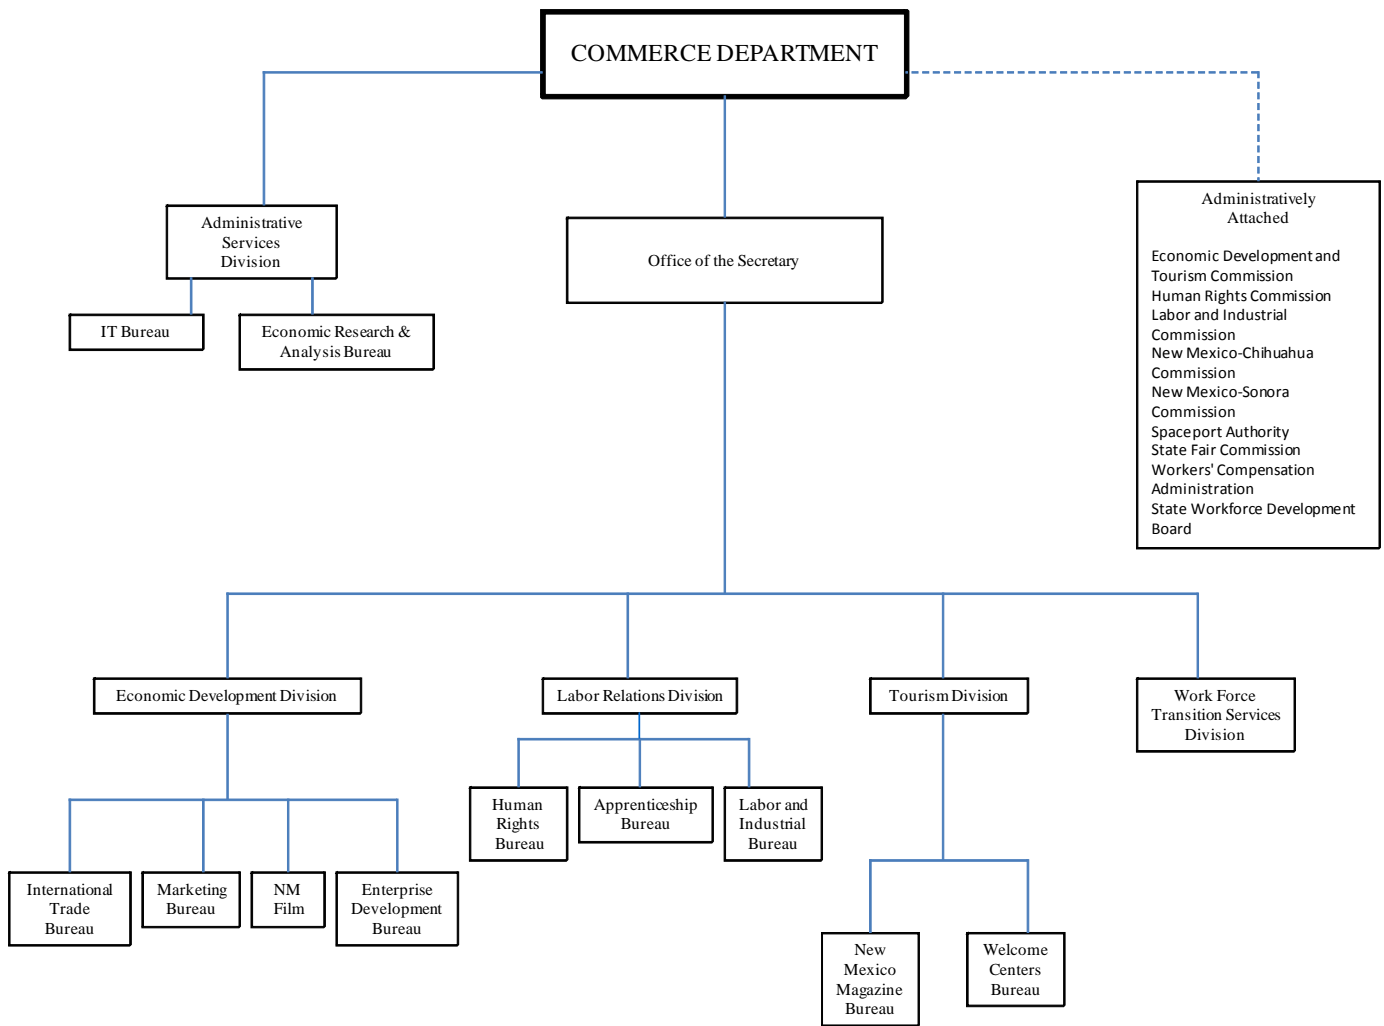 COMMERCE DEPARTMENT
Administrative
Services
Division
Office of the Secretary
Administratively
Attached
Economic Development and
Tourism Commission
Human Rights Commission
Labor and Industrial
Commission
New Mexico-Chihuahua
Commission
New Mexico-Sonora
Commission
Spaceport Authority
State Fair Commission
Workers' Compensation
Administration
State Workforce Development
Board
IT Bureau
Economic Research &
Analysis Bureau
Economic Development Division
Labor Relations Division
Tourism Division
Work Force
Transition Services
Division
Human
Rights
Bureau
Apprenticeship
Bureau
Labor and
Industrial
Bureau
International
Trade
Bureau
Marketing
Bureau
NM
Film
Enterprise
Development
Bureau
New
Mexico
Magazine
Bureau
Welcome
Centers
Bureau